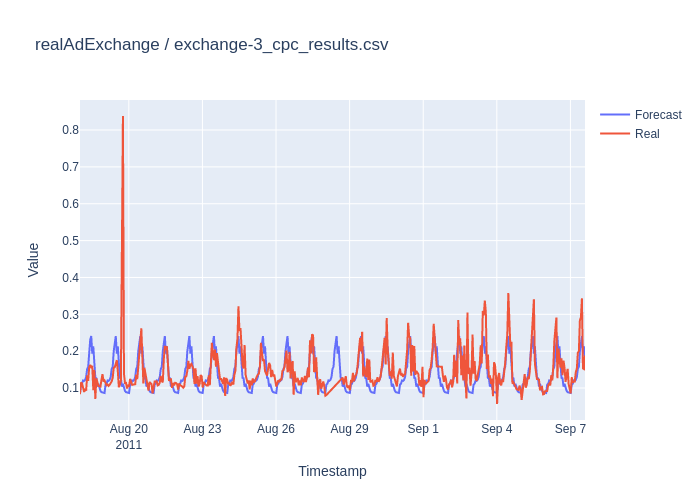 realAdExchange / exchange-3_cpc_results.csv
Forecast
Real
0.8
0.7
0.6
0.5
0.4
0.3
0.2
0.1
Value
Aug 20
2011
Aug 23
Aug 26
Aug 29
Sep 1
Sep 4
Sep 7
Timestamp